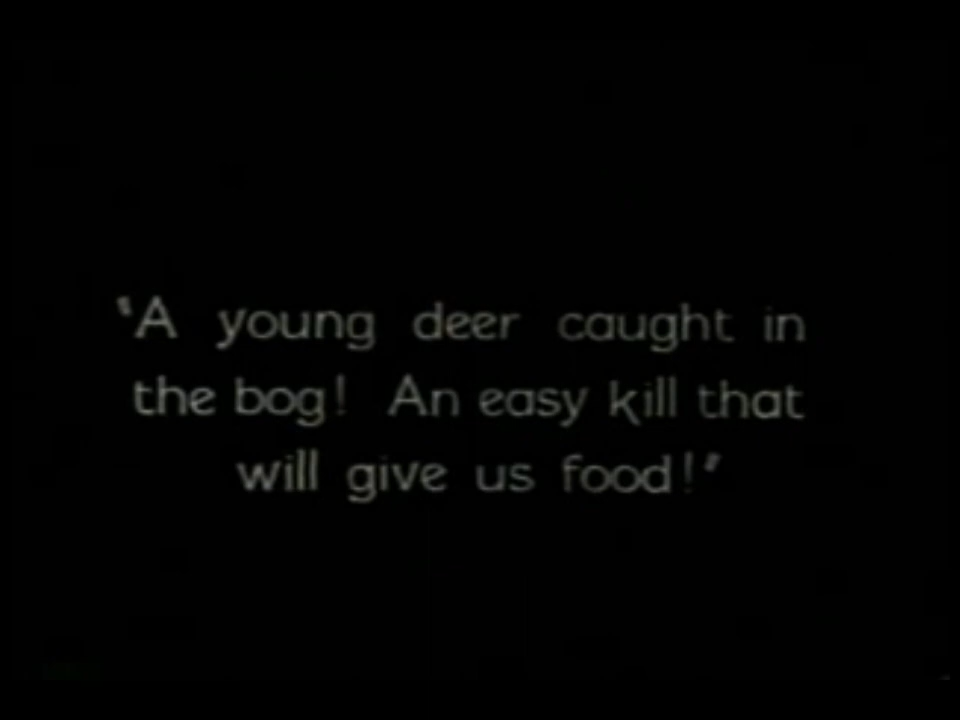 "A young deer caught in
the bog! An easy kill that
will give us food!"